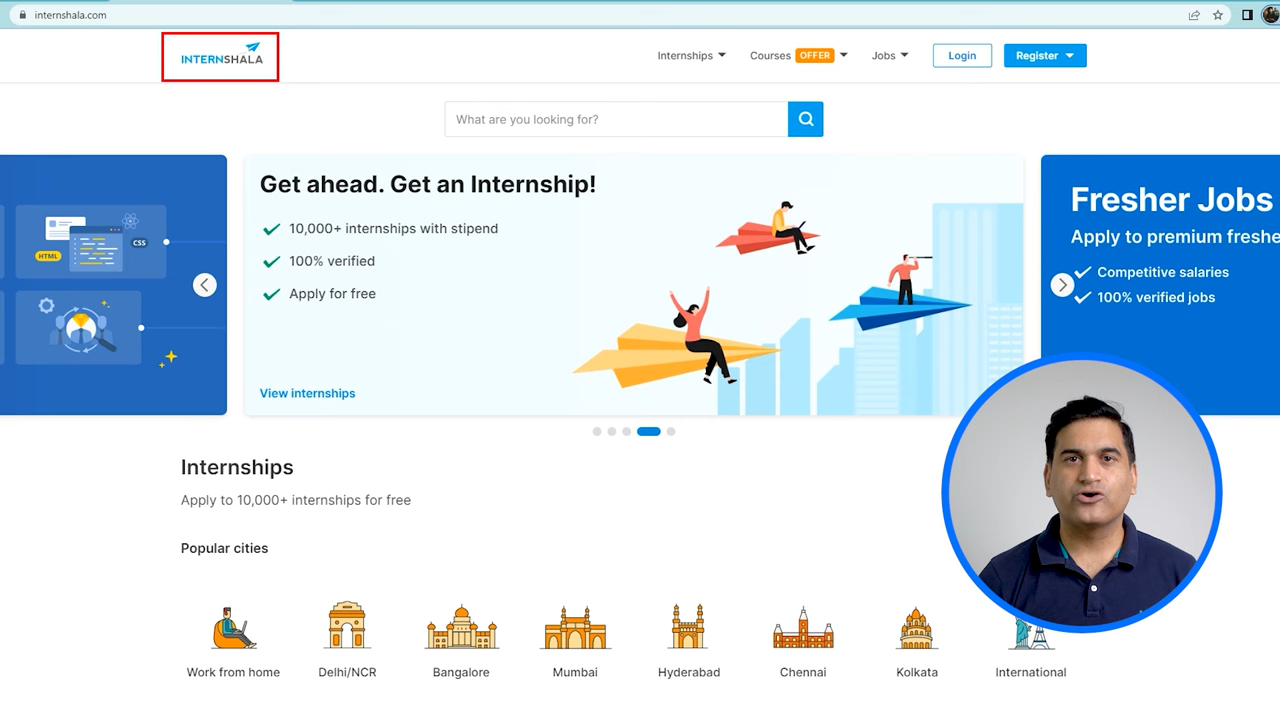 internshala.com
INTERNSHALA
Internships
Courses OFFER
Jobs
Login
Register
What are you looking for?
HTML
CSS
Get ahead. Get an Internship!
10,000+ internships with stipend
100% verified
Apply for free
View internships
Fresher Jobs
Apply to premium freshe
Competitive salaries
100% verified jobs
Internships
Apply to 10,000+ internships for free
Popular cities
Work from home
Delhi/NCR
Bangalore
Mumbai
Hyderabad
Chennai
Kolkata
International